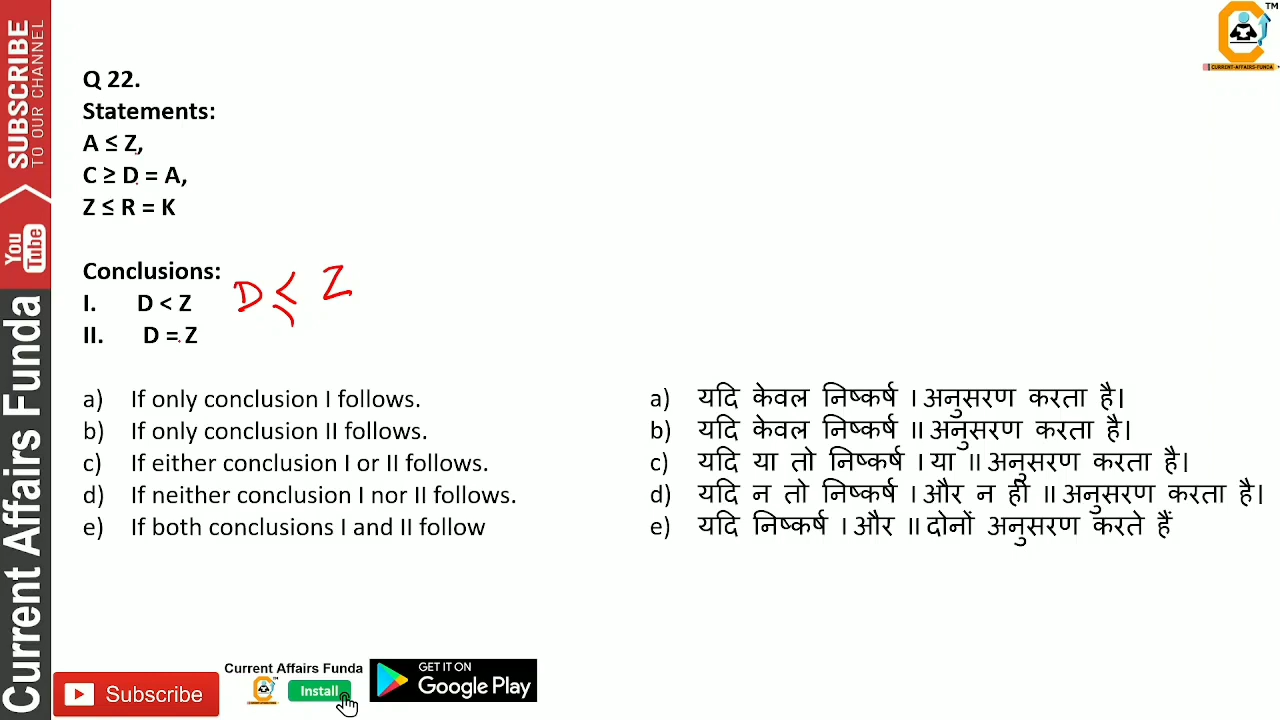 SUBSCRIBE
TO OUR CHANNEL
You Tube
Current Affairs Funda
TM
CURRENT-AFFAIRS-FUNDA
Q 22.
Statements:
A ≤ Z,
C ≥ D = A,
Z ≤ R = K
Conclusions:
I. D < Z
II. D = Z
D ≤ Z
a) If only conclusion I follows.
b) If only conclusion II follows.
c) If either conclusion I or II follows.
d) If neither conclusion I nor II follows.
e) If both conclusions I and II follow
a) यदि केवल निष्कर्ष I अनुसरण करता है।
b) यदि केवल निष्कर्ष II अनुसरण करता है।
c) यदि या तो निष्कर्ष I या II अनुसरण करता है।
d) यदि न तो निष्कर्ष I और न ही II अनुसरण करता है।
e) यदि निष्कर्ष I और II दोनों अनुसरण करते हैं
Subscribe
Current Affairs Funda
Install
GET IT ON
Google Play